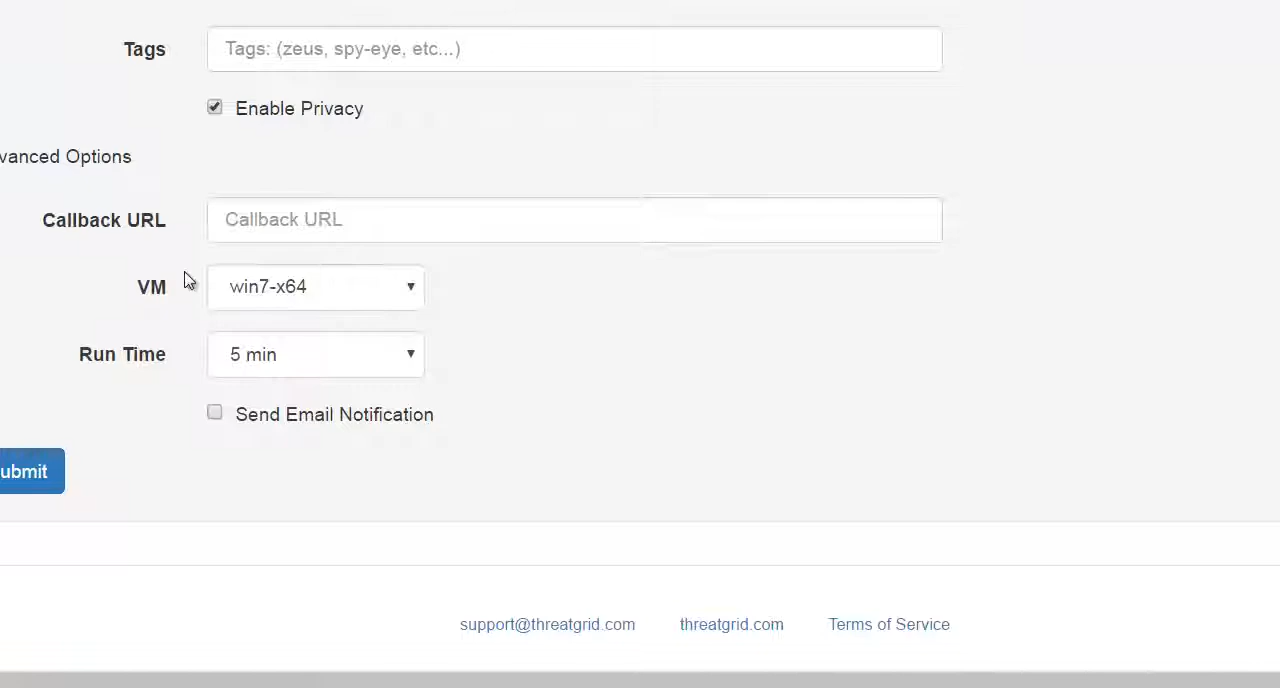 Tags Tags: (zeus, spy-eye, etc...)
Enable Privacy
vanced Options
Callback URL Callback URL
VM win7-x64
Run Time 5 min
Send Email Notification
ubmit
support@threatgrid.com threatgrid.com Terms of Service